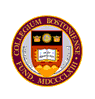 COLLEGIUM BOSTONIENSE
FUND. MDCCCLXIII